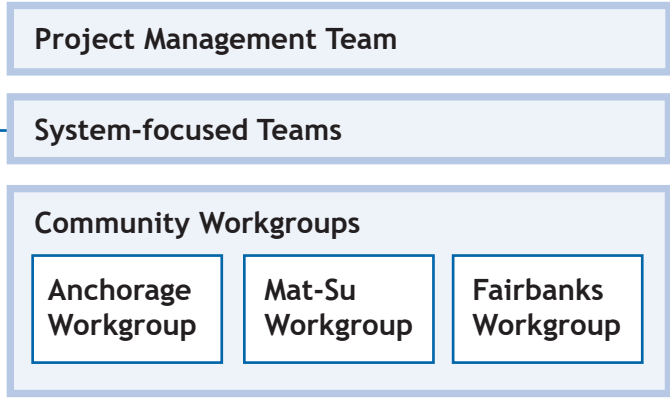 Project Management Team
System-focused Teams
Community Workgroups
Anchorage
Workgroup
Mat-Su
Workgroup
Fairbanks
Workgroup